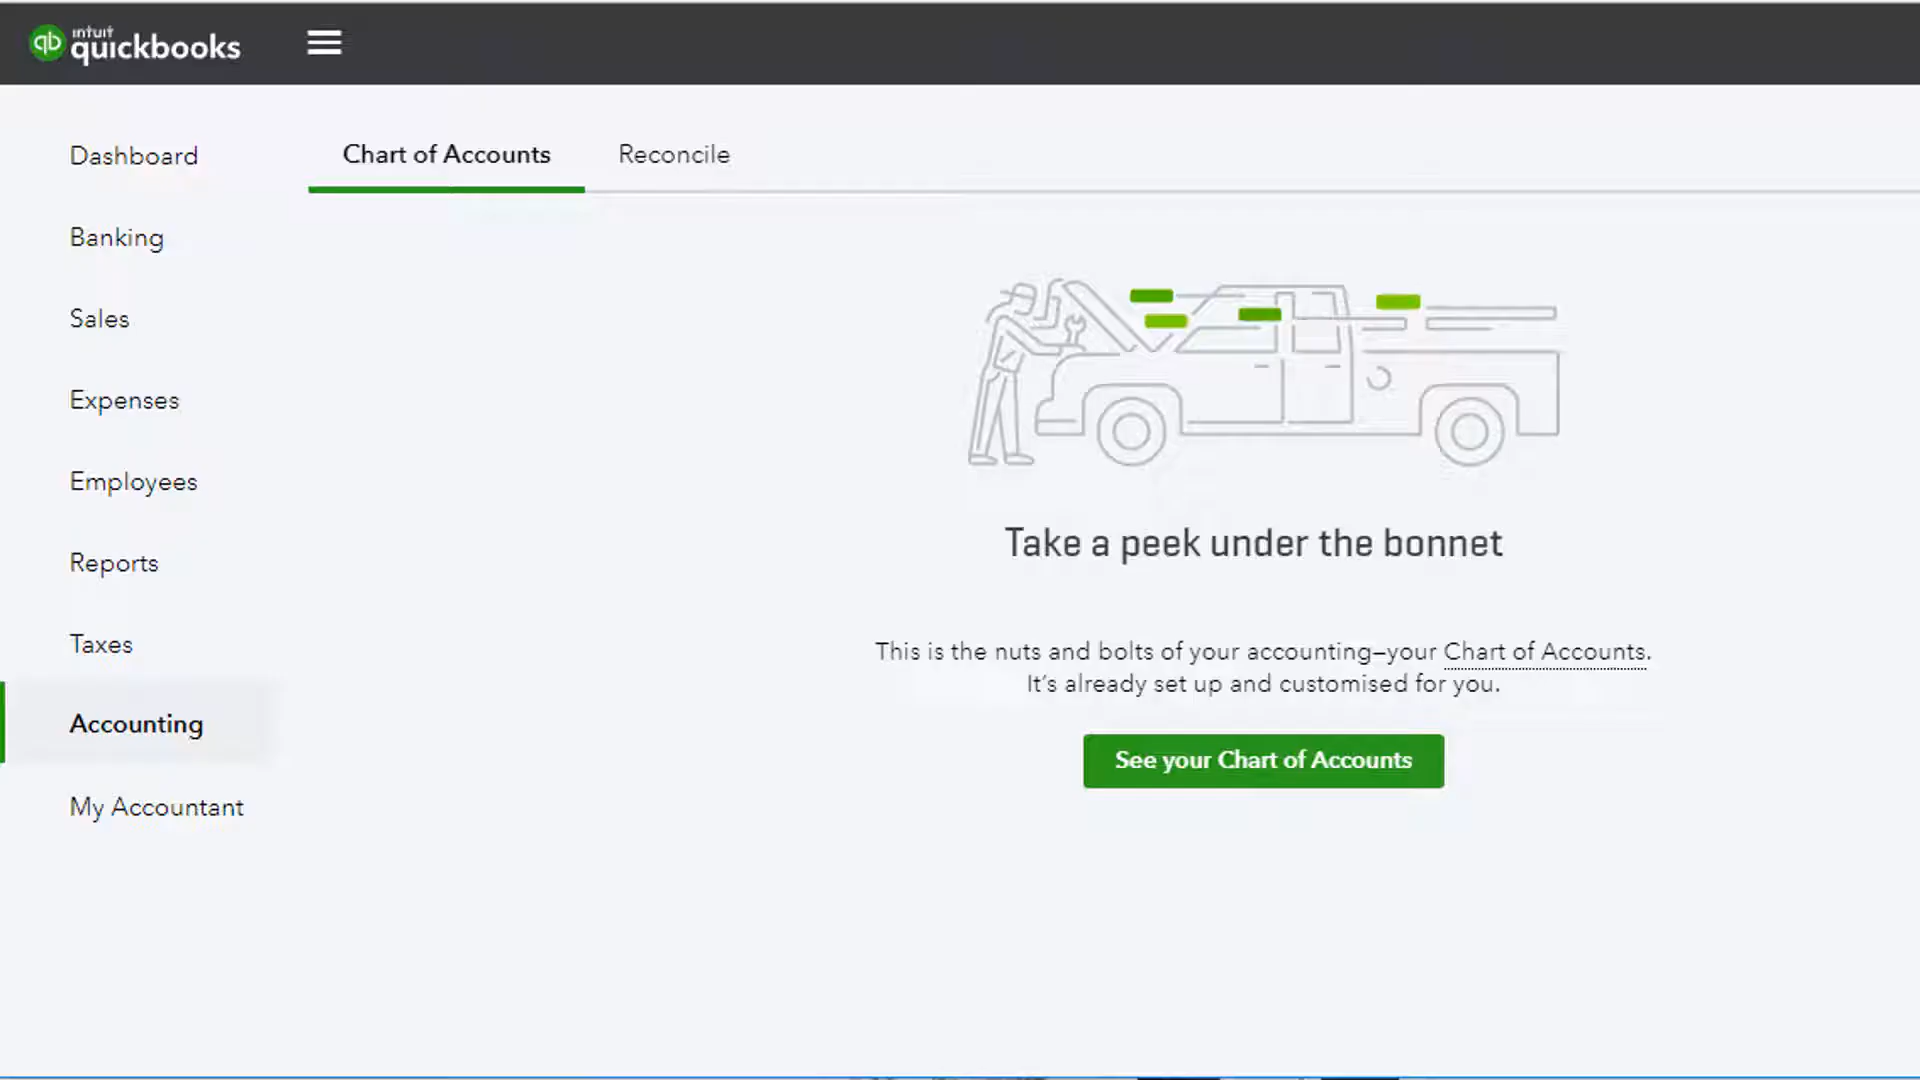 intuit
quickbooks
Dashboard
Banking
Sales
Expenses
Employees
Reports
Taxes
Accounting
My Accountant
Chart of Accounts
Reconcile
Take a peek under the bonnet
This is the nuts and bolts of your accounting–your Chart of Accounts.
It's already set up and customised for you.
See your Chart of Accounts